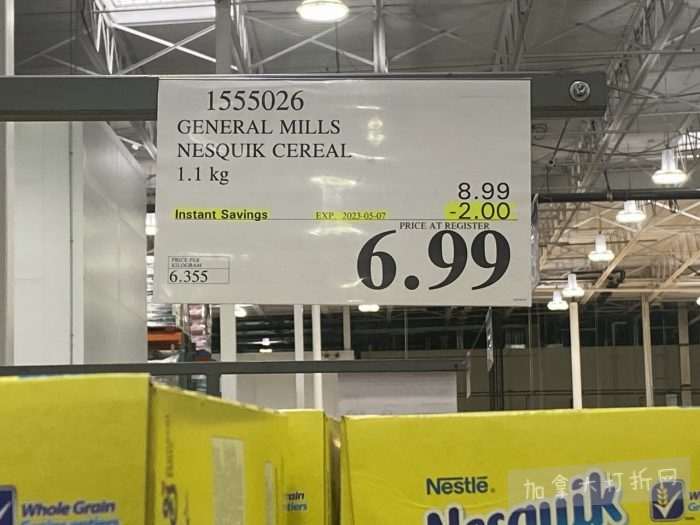 1555026
GENERAL MILLS
NESQUIK CEREAL
1.1 kg
8.99
Instant Savings EXP. 2023-05-07 -2.00
PRICE AT REGISTER
6.99
PRICE PER
KILOGRAM
6.355
Whole Grain
Nestlé
Nesquik
加拿大打折网